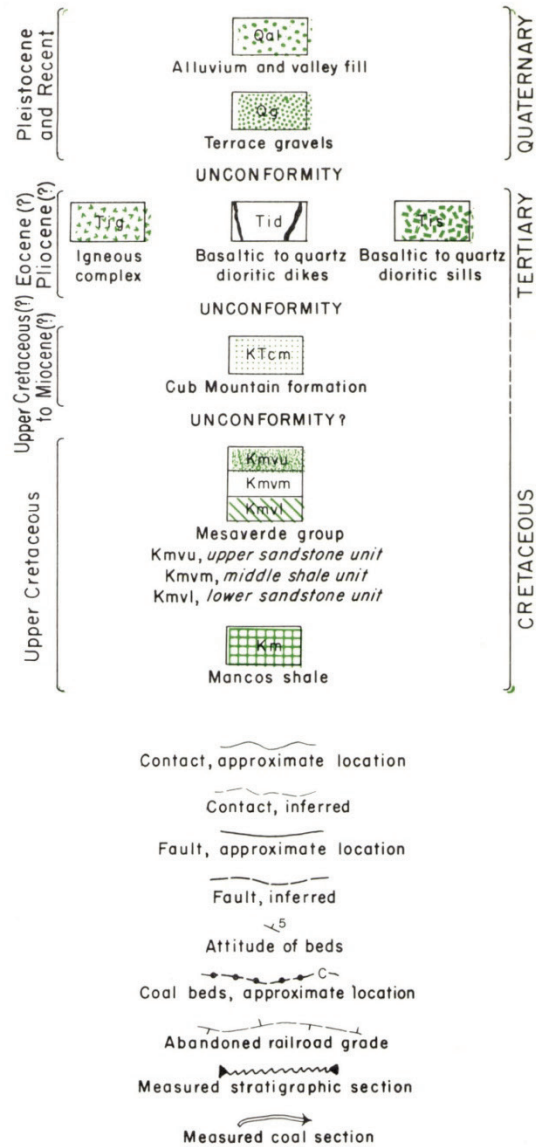 Pleistocene
and Recent
Qal
Alluvium and valley fill
Qg
Terrace gravels
QUATERNARY
UNCONFORMITY
Eocene (?)
Pliocene (?)
Tig
Igneous
complex
Tid
Basaltic to quartz
dioritic dikes
Tis
Basaltic to quartz
dioritic sills
TERTIARY
UNCONFORMITY
Upper Cretaceous (?)
to Miocene (?)
KTcm
Cub Mountain formation
UNCONFORMITY?
Upper Cretaceous
Kmvu
Kmvm
Kmvl
Mesaverde group
Kmvu, upper sandstone unit
Kmvm, middle shale unit
Kmvl, lower sandstone unit
Km
Mancos shale
CRETACEOUS
Contact, approximate location
Contact, inferred
Fault, approximate location
Fault, inferred
5
Attitude of beds
C
Coal beds, approximate location
Abandoned railroad grade
Measured stratigraphic section
Measured coal section